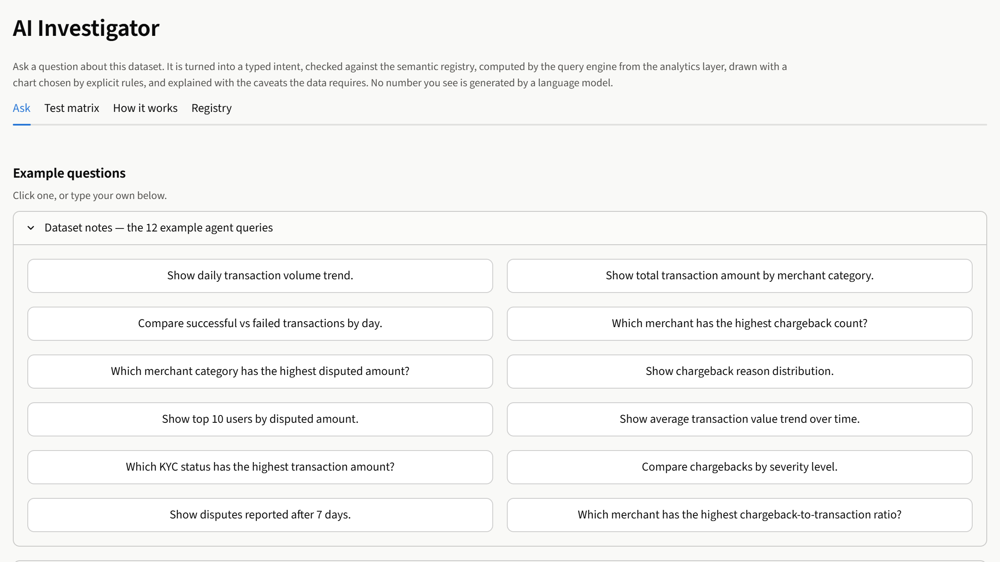 AI Investigator
Ask a question about this dataset. It is turned into a typed intent, checked against the semantic registry, computed by the query engine from the analytics layer, drawn with a
chart chosen by explicit rules, and explained with the caveats the data requires. No number you see is generated by a language model.
Ask Test matrix How it works Registry
Example questions
Click one, or type your own below.
Dataset notes — the 12 example agent queries
Show daily transaction volume trend.
Show total transaction amount by merchant category.
Compare successful vs failed transactions by day.
Which merchant has the highest chargeback count?
Which merchant category has the highest disputed amount?
Show chargeback reason distribution.
Show top 10 users by disputed amount.
Show average transaction value trend over time.
Which KYC status has the highest transaction amount?
Compare chargebacks by severity level.
Show disputes reported after 7 days.
Which merchant has the highest chargeback-to-transaction ratio?